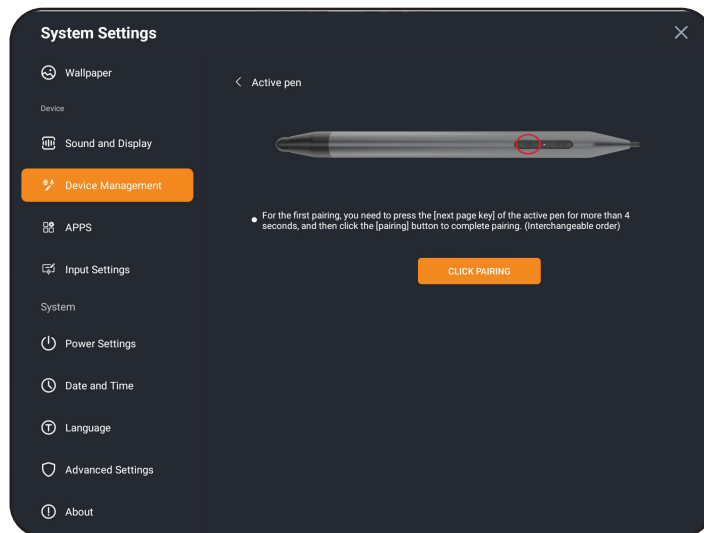 System Settings
Wallpaper
Active pen
Device
Sound and Display
Device Management
For the first pairing, you need to press the [next page key] of the active pen for more than 4
seconds, and then click the [pairing] button to complete pairing. (Interchangeable order)
APPS
Input Settings
CLICK PAIRING
System
Power Settings
Date and Time
Language
Advanced Settings
About